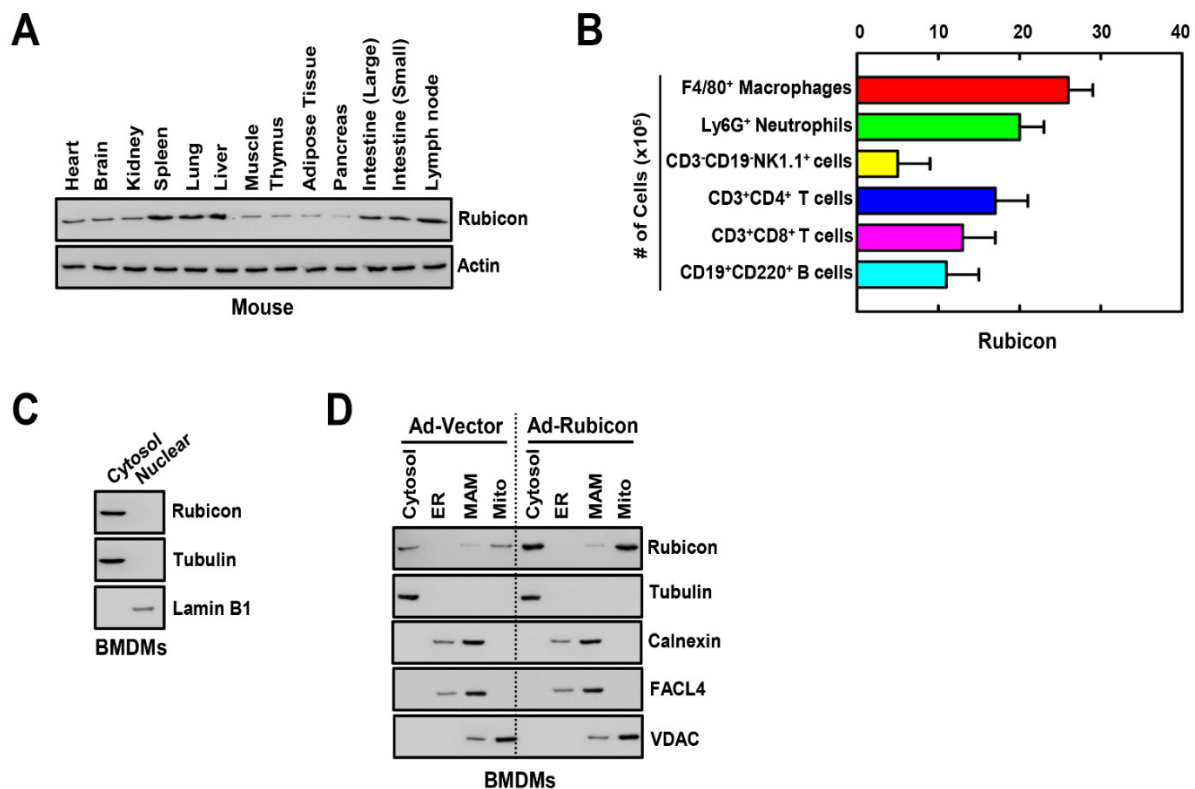 A
Heart
Brain
Kidney
Spleen
Lung
Liver
Muscle
Thymus
Adipose Tissue
Pancreas
Intestine (Large)
Intestine (Small)
Lymph node
Rubicon
Actin
Mouse
B
0 10 20 30 40
# of Cells (x10⁵)
F4/80⁺ Macrophages
Ly6G⁺ Neutrophils
CD3⁻CD19⁻NK1.1⁺ cells
CD3⁺CD4⁺ T cells
CD3⁺CD8⁺ T cells
CD19⁺CD220⁺ B cells
Rubicon
C
Cytosol
Nuclear
Rubicon
Tubulin
Lamin B1
BMDMs
D
Ad-Vector Ad-Rubicon
Cytosol
ER
MAM
Mito
Cytosol
ER
MAM
Mito
Rubicon
Tubulin
Calnexin
FACL4
VDAC
BMDMs